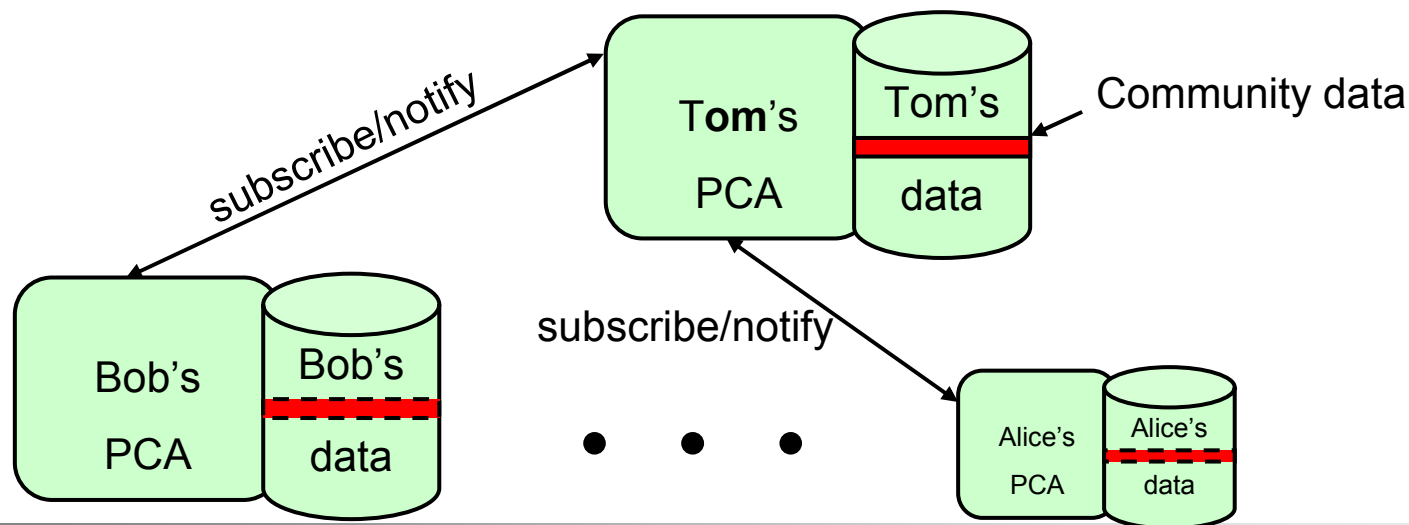 subscribe/notify
Tom's
PCA
Tom's
data
Community data
subscribe/notify
Bob's
PCA
Bob's
data
Alice's
PCA
Alice's
data